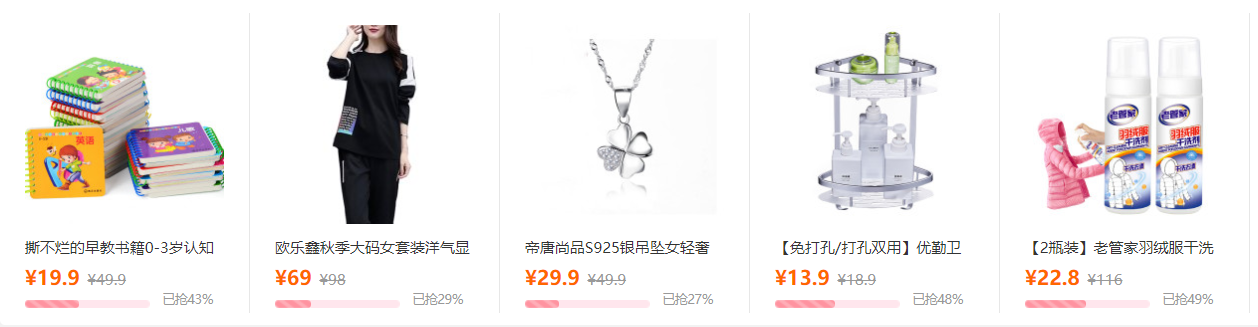 英语
儿歌
老管家
羽绒服
干洗剂
老管家
羽绒服
干洗剂
撕不烂的早教书籍0-3岁认知
¥19.9 ¥49.9
已抢43%
欧乐鑫秋季大码女套装洋气显
¥69 ¥98
已抢29%
帝唐尚品S925银吊坠女轻奢
¥29.9 ¥49.9
已抢27%
【免打孔/打孔双用】优勤卫
¥13.9 ¥18.9
已抢48%
【2瓶装】老管家羽绒服干洗
¥22.8 ¥116
已抢49%